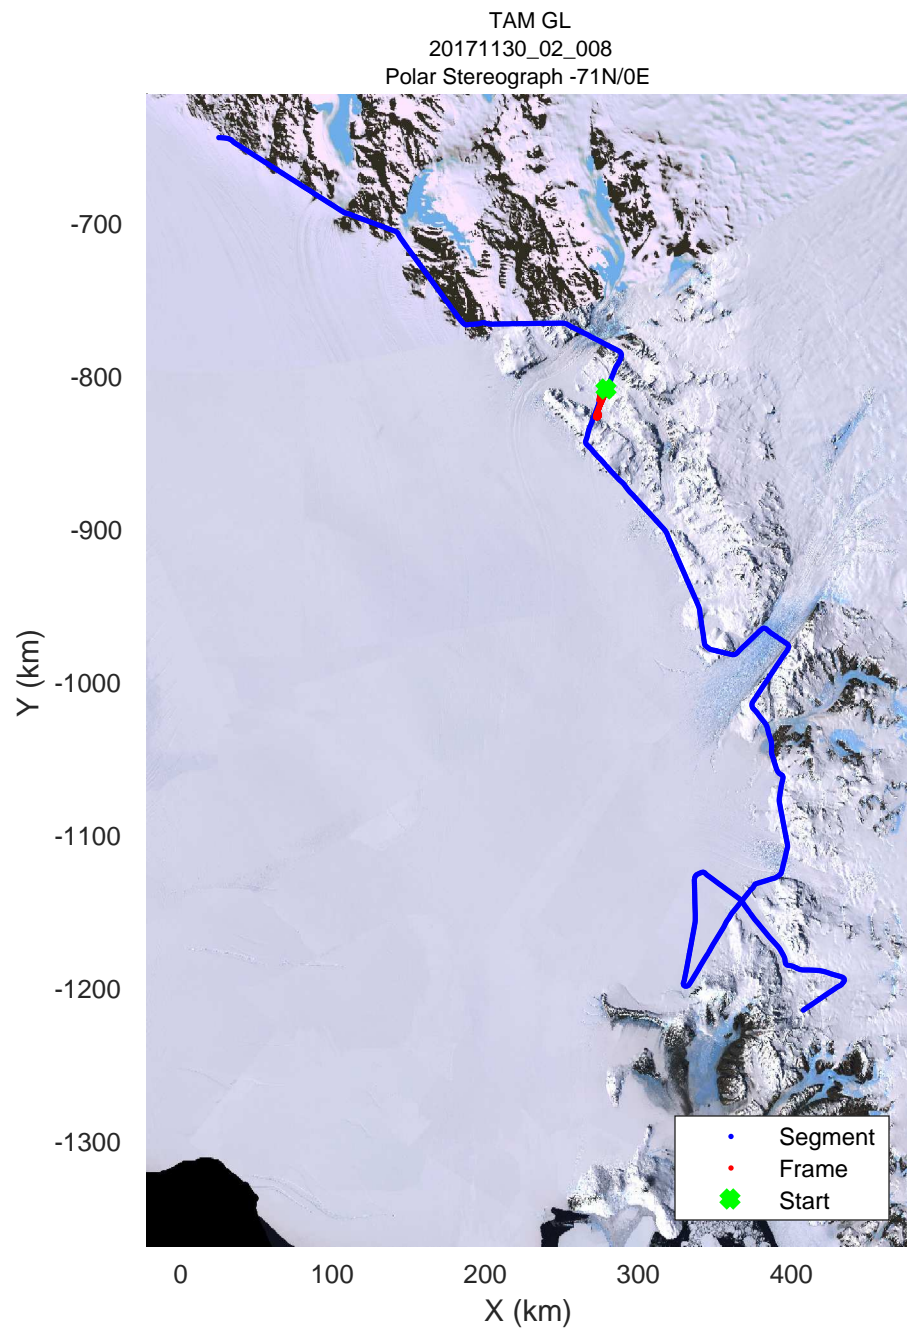 TAM GL
20171130_02_008
Polar Stereograph -71N/0E
-700
-800
-900
-1000
-1100
-1200
-1300
Y (km)
Segment
Frame
Start
0 100 200 300 400
X (km)